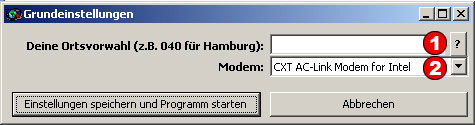 Grundeinstellungen
Deine Ortsvorwahl (z.B. 040 für Hamburg): 1 ?
Modem: CXT AC-Link Modem for Intel 2
Einstellungen speichern und Programm starten Abbrechen